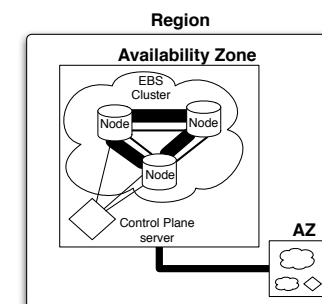 Region
Availability Zone
EBS
Cluster
Node
Node
Node
Control Plane
server
AZ